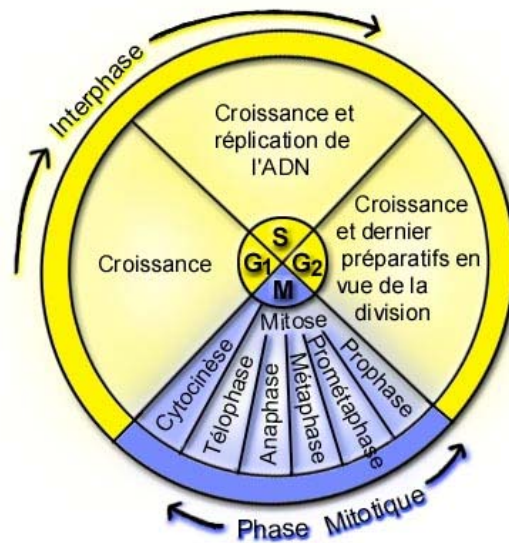 Interphase
Croissance et
réplication de
l'ADN
Croissance
Croissance
et dernier
préparatifs en
vue de la
division
S
G1
G2
M
Mitose
Cytocinèse
Télophase
Anaphase
Métaphase
Prométaphase
Prophase
Phase Mitotique